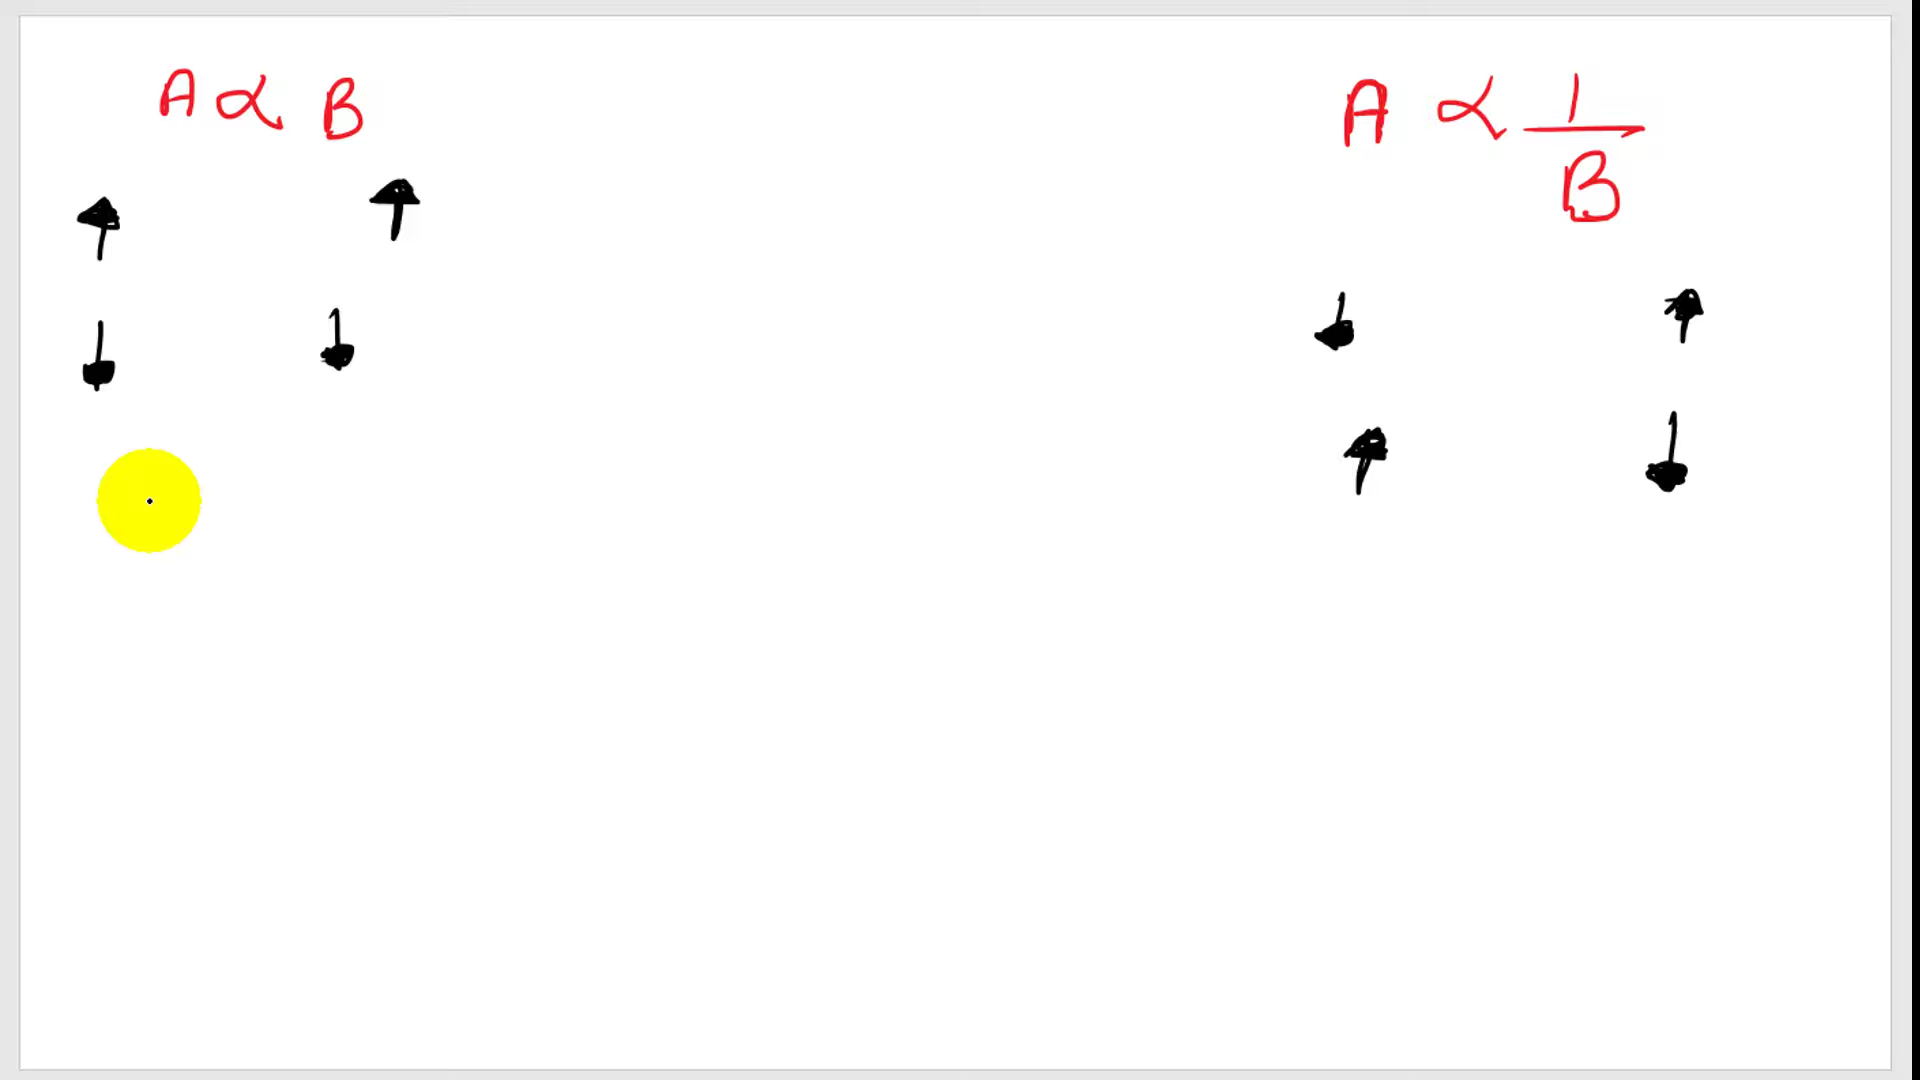 A ∝ B
A ∝ 1/B
↑ ↑
↓ ↓
↓ ↑
↑ ↓